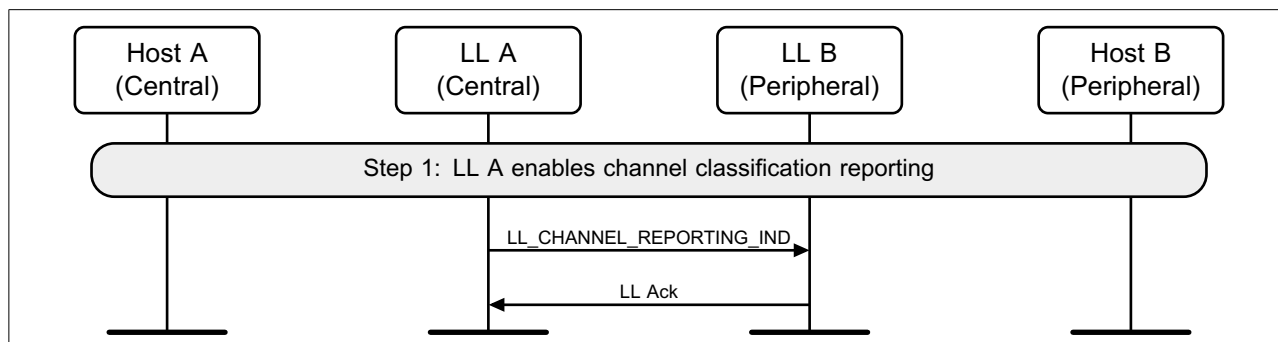 Host A
(Central)
LL A
(Central)
LL B
(Peripheral)
Host B
(Peripheral)
Step 1: LL A enables channel classification reporting
LL_CHANNEL_REPORTING_IND
LL Ack